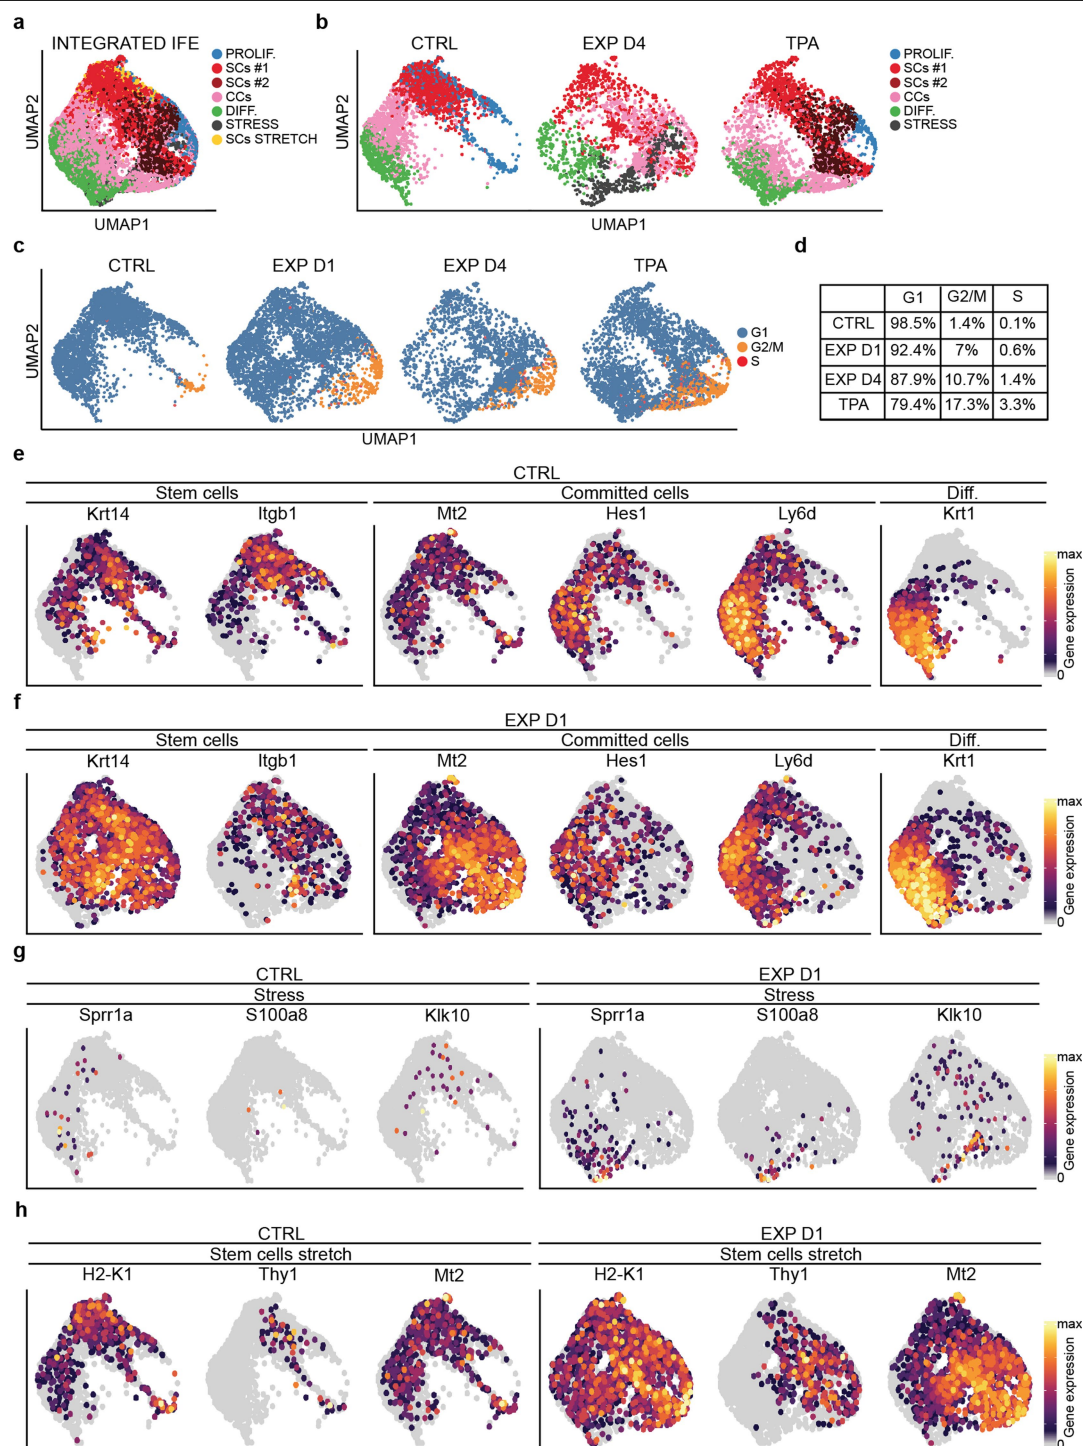 a
INTEGRATED IFE
UMAP2
UMAP1
PROLIF.
SCs #1
SCs #2
CCs
DIFF.
STRESS
SCs STRETCH
b
CTRL EXP D4 TPA
UMAP2
UMAP1
PROLIF.
SCs #1
SCs #2
CCs
DIFF.
STRESS
c
CTRL EXP D1 EXP D4 TPA
UMAP2
UMAP1
G1
G2/M
S
d
G1 G2/M S
CTRL 98.5% 1.4% 0.1%
EXP D1 92.4% 7% 0.6%
EXP D4 87.9% 10.7% 1.4%
TPA 79.4% 17.3% 3.3%
e
CTRL
Stem cells Committed cells Diff.
Krt14 Itgb1 Mt2 Hes1 Ly6d Krt1
max
Gene expression
0
f
EXP D1
Stem cells Committed cells Diff.
Krt14 Itgb1 Mt2 Hes1 Ly6d Krt1
max
Gene expression
0
g
CTRL EXP D1
Stress Stress
Sprr1a S100a8 Klk10 Sprr1a S100a8 Klk10
max
Gene expression
0
h
CTRL EXP D1
Stem cells stretch Stem cells stretch
H2-K1 Thy1 Mt2 H2-K1 Thy1 Mt2
max
Gene expression
0